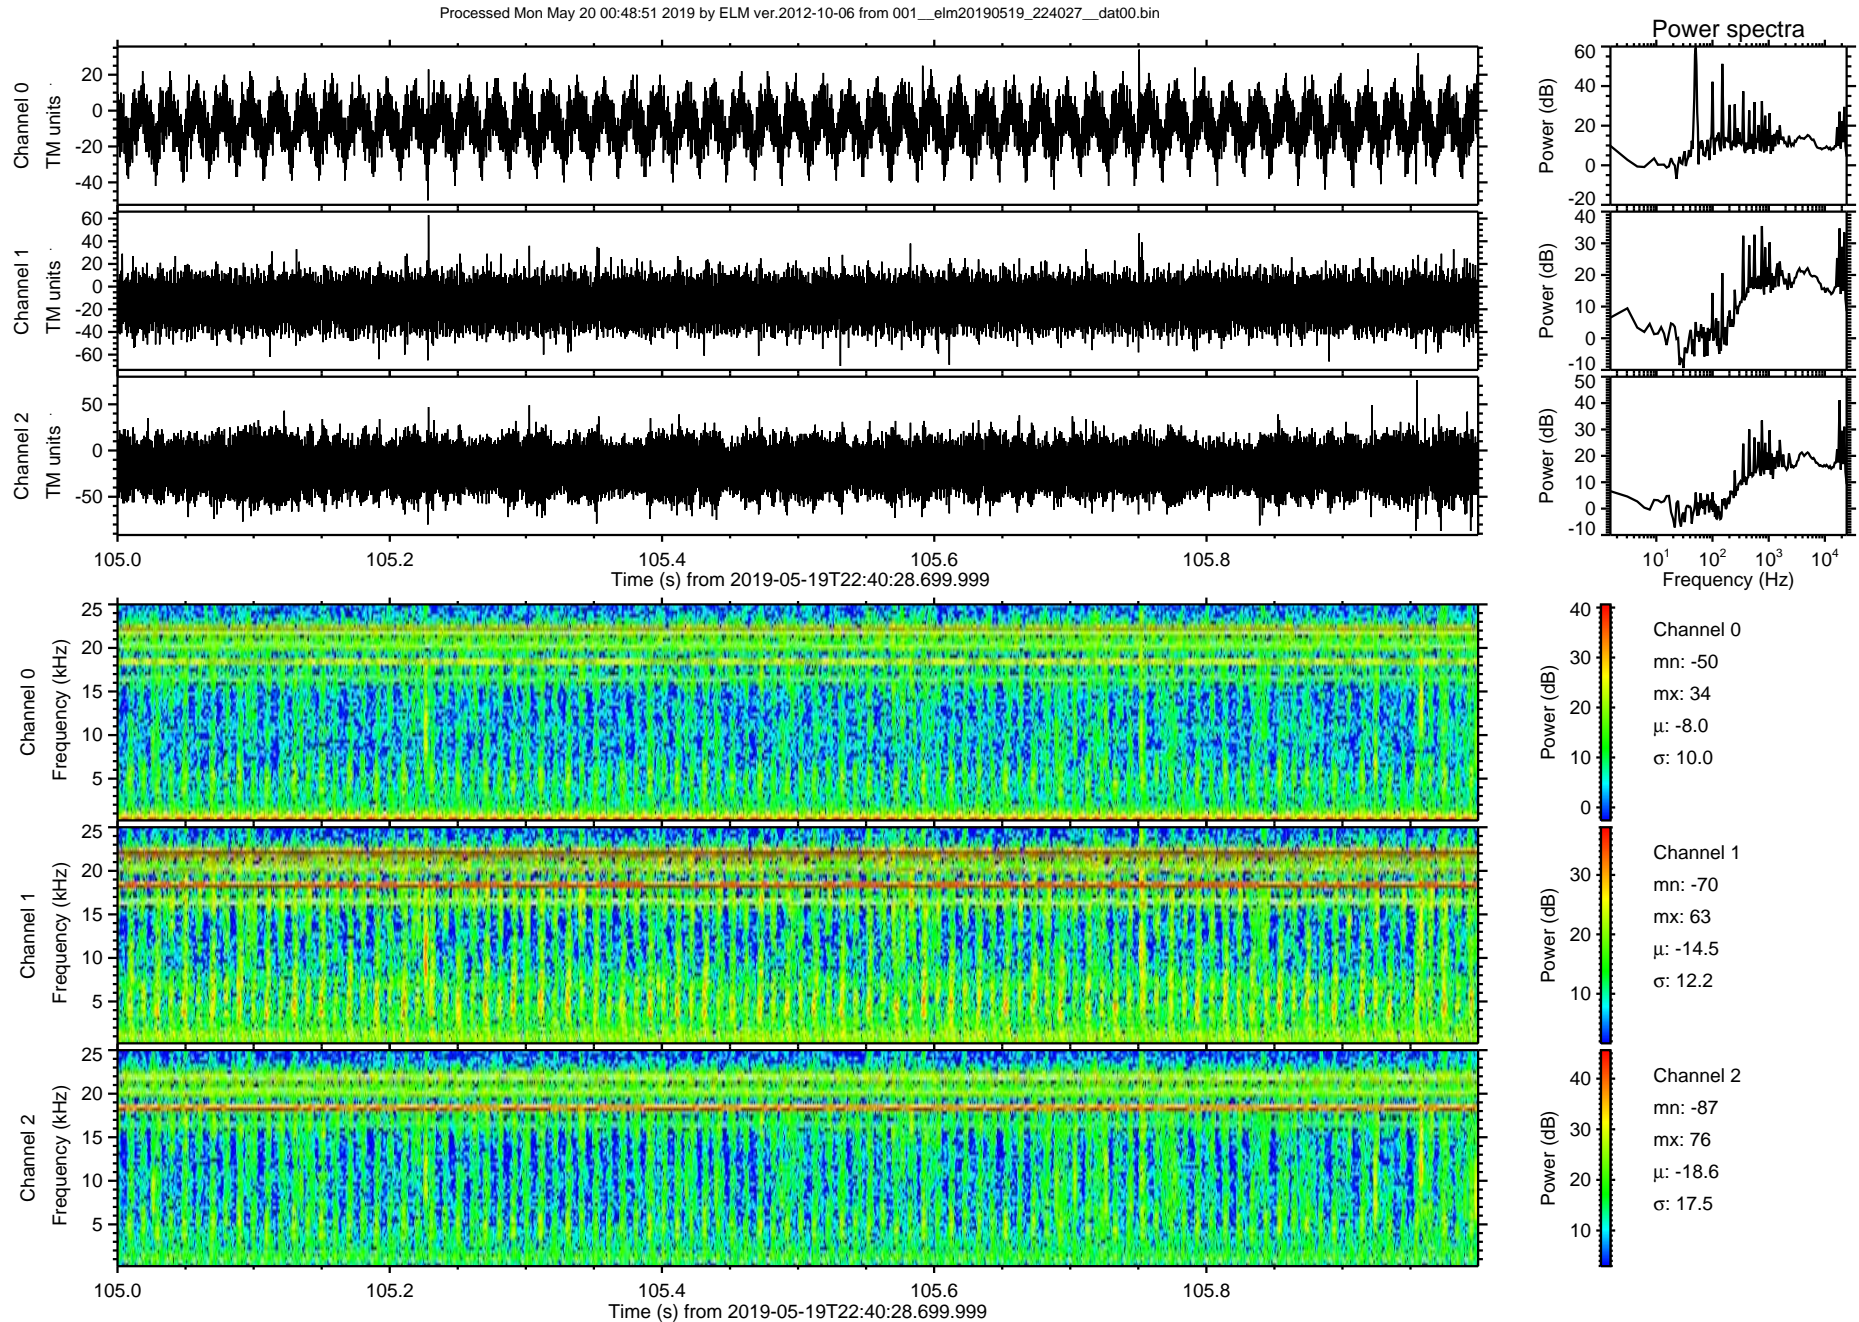 Processed Mon May 20 00:48:51 2019 by ELM ver.2012-10-06 from 001__elm20190519_224027__dat00.bin
Power spectra
Channel 0
TM units
20
0
-20
-40
Power (dB)
60
40
20
0
-20
Channel 1
TM units
60
40
20
0
-20
-40
-60
Power (dB)
40
30
20
10
0
-10
Channel 2
TM units
50
0
-50
Power (dB)
50
40
30
20
10
0
-10
105.0
105.2
105.4
105.6
105.8
Time (s) from 2019-05-19T22:40:28.699.999
10^1
10^2
10^3
10^4
Frequency (Hz)
Channel 0
Frequency (kHz)
25
20
15
10
5
Power (dB)
40
30
20
10
0
Channel 0
mn: -50
mx: 34
μ: -8.0
σ: 10.0
Channel 1
Frequency (kHz)
25
20
15
10
5
Power (dB)
30
20
10
Channel 1
mn: -70
mx: 63
μ: -14.5
σ: 12.2
Channel 2
Frequency (kHz)
25
20
15
10
5
Power (dB)
40
30
20
10
Channel 2
mn: -87
mx: 76
μ: -18.6
σ: 17.5
105.0
105.2
105.4
105.6
105.8
Time (s) from 2019-05-19T22:40:28.699.999